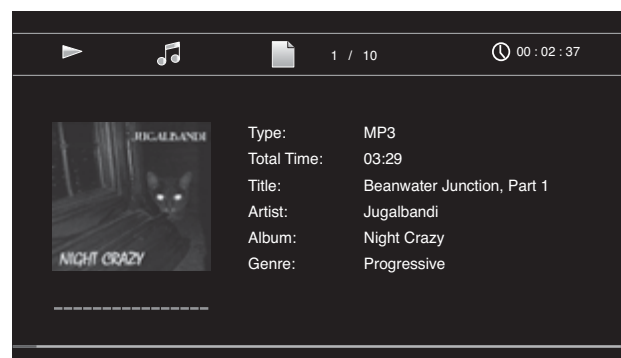 1 / 10 00 : 02 : 37
JUGALBANDI
NIGHT CRAZY
Type: MP3
Total Time: 03:29
Title: Beanwater Junction, Part 1
Artist: Jugalbandi
Album: Night Crazy
Genre: Progressive